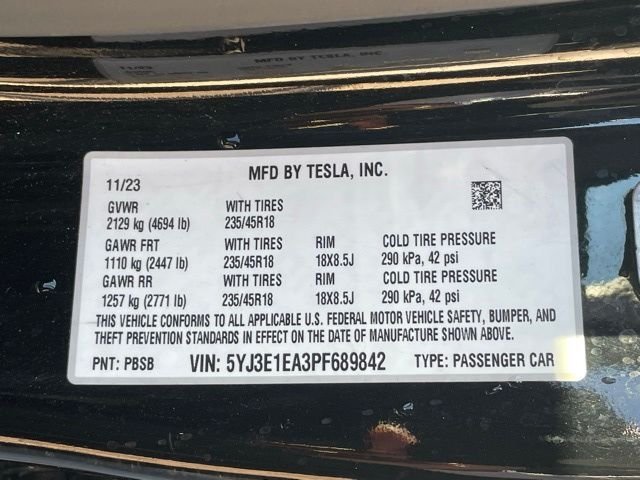 MFD BY TESLA, INC.
MFD BY TESLA, INC.
11/23
GVWR WITH TIRES
2129 kg (4694 lb) 235/45R18
GAWR FRT WITH TIRES RIM COLD TIRE PRESSURE
1110 kg (2447 lb) 235/45R18 18X8.5J 290 kPa, 42 psi
GAWR RR WITH TIRES RIM COLD TIRE PRESSURE
1257 kg (2771 lb) 235/45R18 18X8.5J 290 kPa, 42 psi
THIS VEHICLE CONFORMS TO ALL APPLICABLE U.S. FEDERAL MOTOR VEHICLE SAFETY, BUMPER, AND
THEFT PREVENTION STANDARDS IN EFFECT ON THE DATE OF MANUFACTURE SHOWN ABOVE.
PNT: PBSB VIN: 5YJ3E1EA3PF689842 TYPE: PASSENGER CAR